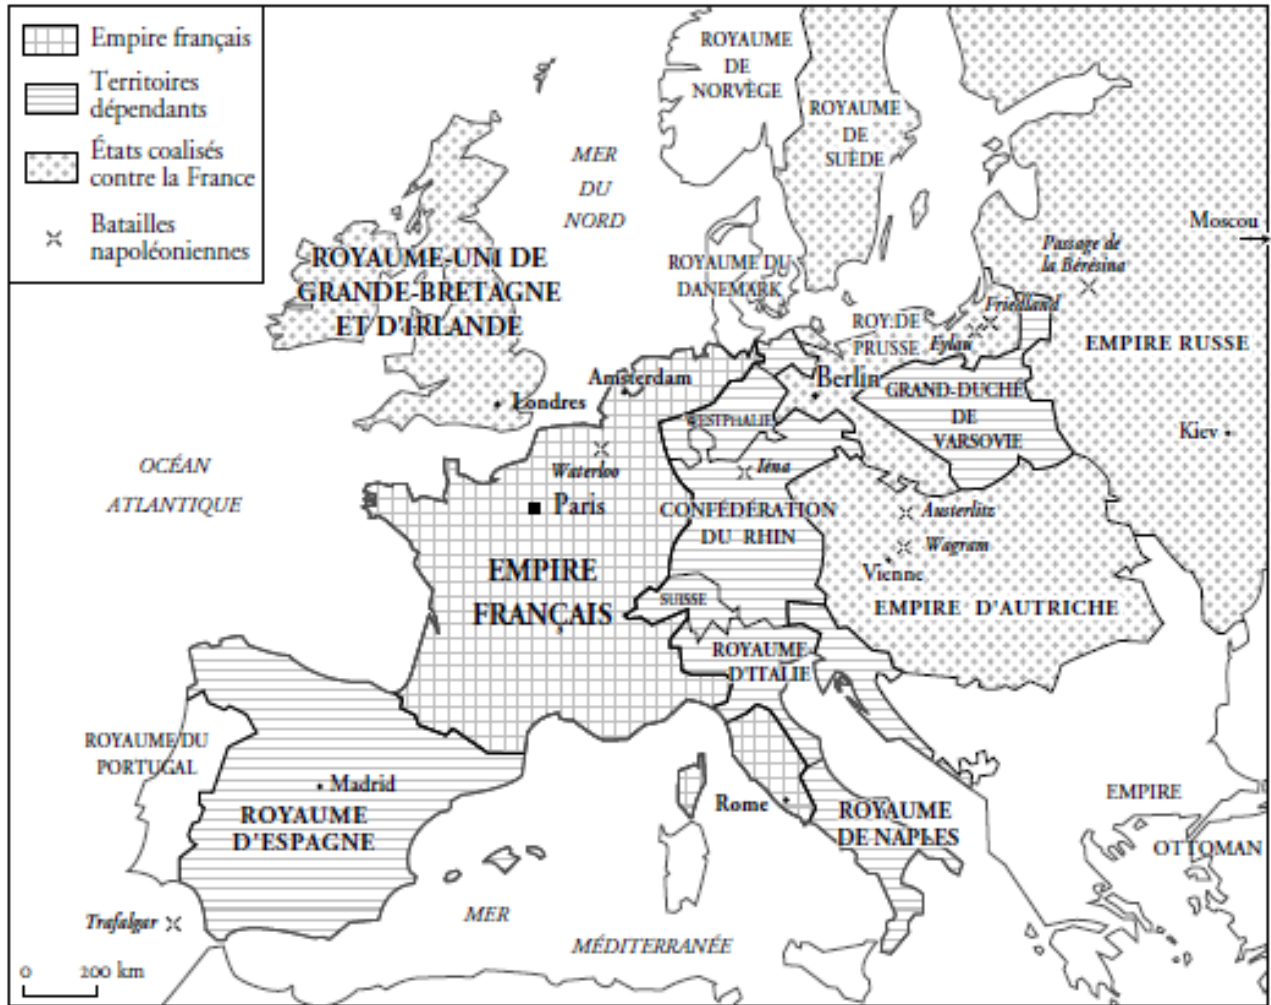 Empire français
Territoires
dépendants
États coalisés
contre la France
Batailles
napoléoniennes
ROYAUME
DE
NORVÈGE
ROYAUME
DE
SUÈDE
MER
DU
NORD
Moscou
Passage de
la Bérésina
ROYAUME-UNI DE
GRANDE-BRETAGNE
ET D'IRLANDE
ROYAUME DU
DANEMARK
Friedland
ROY. DE
PRUSSE
Eylau
EMPIRE RUSSE
Amsterdam
Berlin
GRAND-DUCHÉ
DE
VARSOVIE
Londres
WESTPHALIE
Kiev
OCÉAN
ATLANTIQUE
Waterloo
Iéna
Paris
CONFÉDÉRATION
DU RHIN
Austerlitz
Wagram
Vienne
EMPIRE
FRANÇAIS
SUISSE
EMPIRE D'AUTRICHE
ROYAUME
D'ITALIE
ROYAUME DU
PORTUGAL
Madrid
ROYAUME
D'ESPAGNE
Rome
ROYAUME
DE NAPLES
EMPIRE
OTTOMAN
Trafalgar
MER
MÉDITERRANÉE
0 200 km